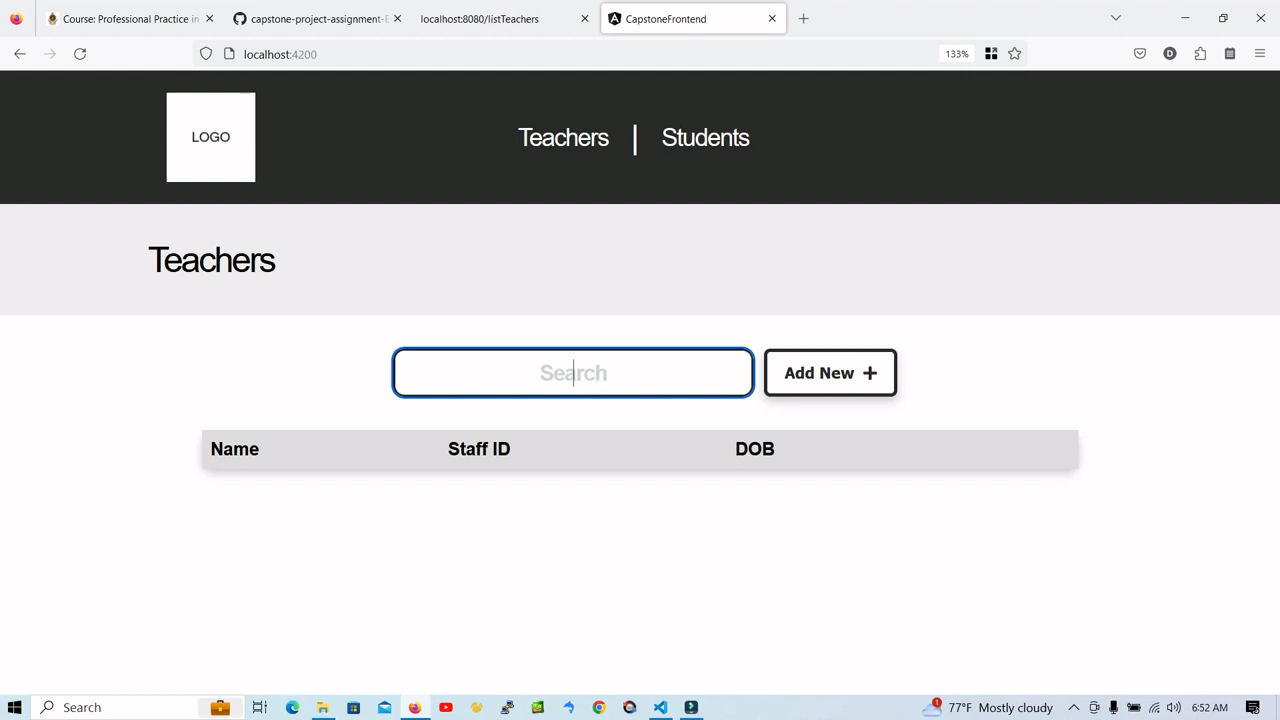 Course: Professional Practice in
capstone-project-assignment-E
localhost:8080/listTeachers
CapstoneFrontend
localhost:4200
133%
D
LOGO
Teachers
Students
Teachers
Search
Add New
Name Staff ID DOB
Search
1
77°F Mostly cloudy
6:52 AM